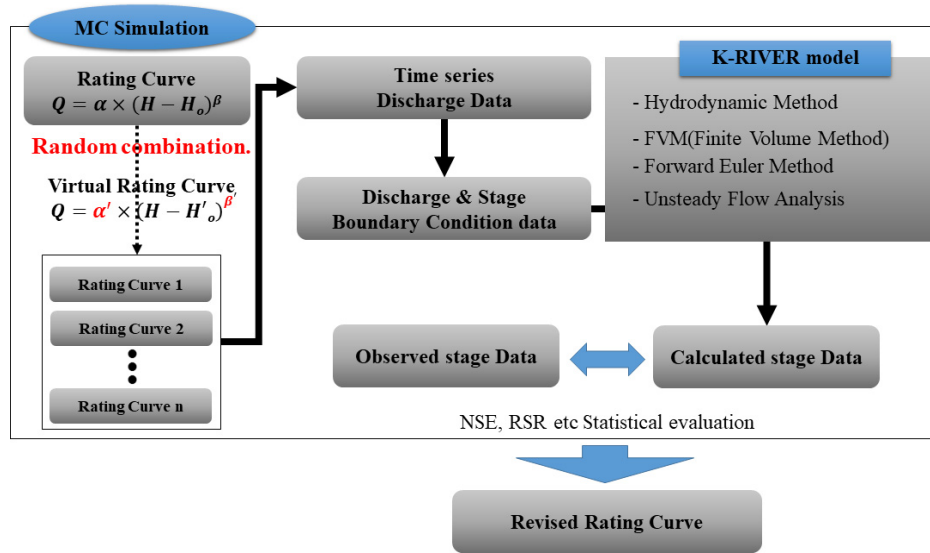 MC Simulation
Rating Curve
Q = α × (H − Hₒ)^β
Random combination.
Virtual Rating Curve
Q = α′ × (H − H′ₒ)^β′
Rating Curve 1
Rating Curve 2
Rating Curve n
Time series
Discharge Data
Discharge & Stage
Boundary Condition data
K-RIVER model
- Hydrodynamic Method
- FVM(Finite Volume Method)
- Forward Euler Method
- Unsteady Flow Analysis
Observed stage Data
Calculated stage Data
NSE, RSR etc Statistical evaluation
Revised Rating Curve